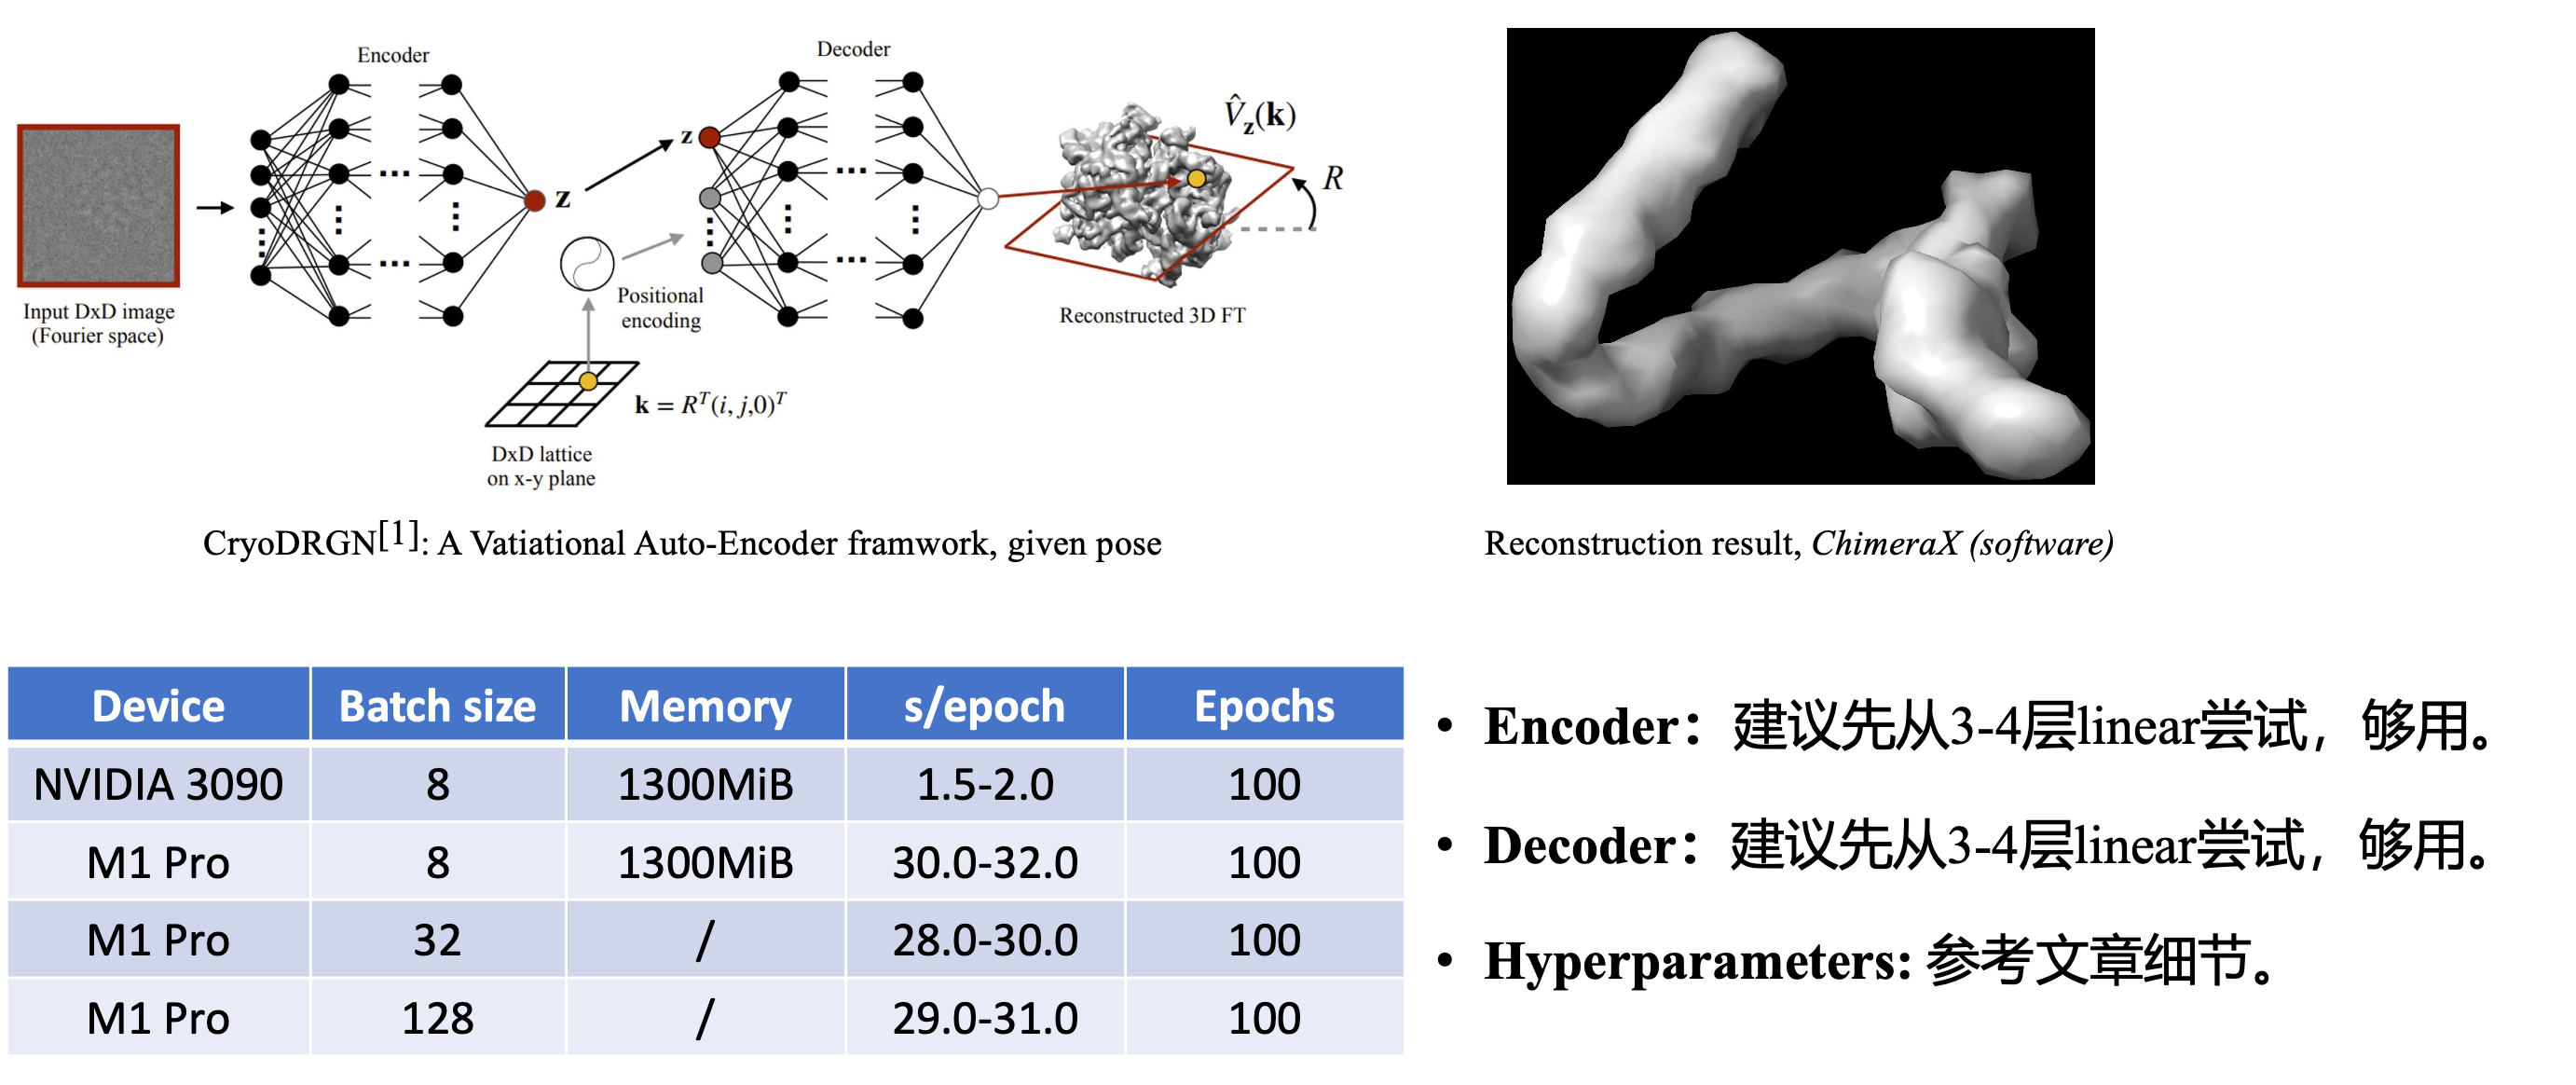 Encoder
Decoder
Input DxD image
(Fourier space)
z
z
Positional
encoding
k = Rᵀ(i, j,0)ᵀ
DxD lattice
on x-y plane
V̂z(k)
R
Reconstructed 3D FT
CryoDRGN[1]: A Vatiational Auto-Encoder framwork, given pose
Reconstruction result, ChimeraX (software)
Device Batch size Memory s/epoch Epochs
NVIDIA 3090 8 1300MiB 1.5-2.0 100
M1 Pro 8 1300MiB 30.0-32.0 100
M1 Pro 32 / 28.0-30.0 100
M1 Pro 128 / 29.0-31.0 100
• Encoder：建议先从3-4层linear尝试，够用。
• Decoder：建议先从3-4层linear尝试，够用。
• Hyperparameters: 参考文章细节。